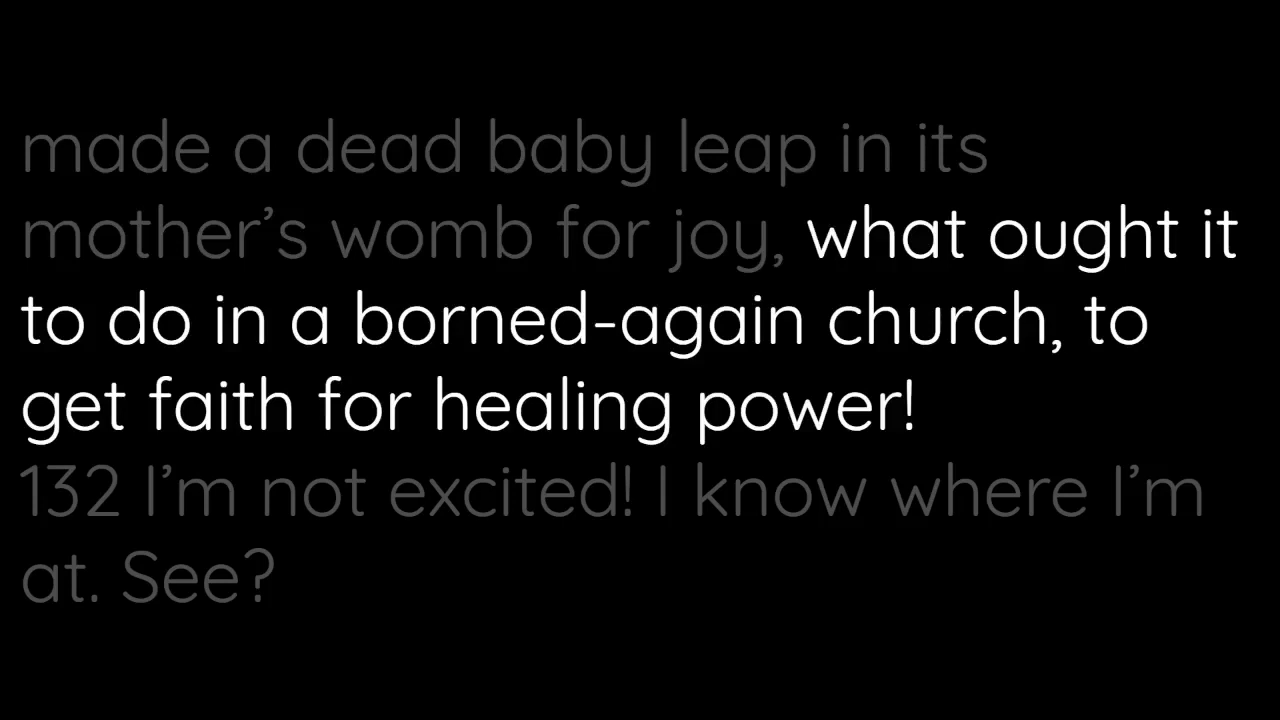 made a dead baby leap in its
mother’s womb for joy, what ought it
to do in a borned-again church, to
get faith for healing power!
132 I’m not excited! I know where I’m
at. See?